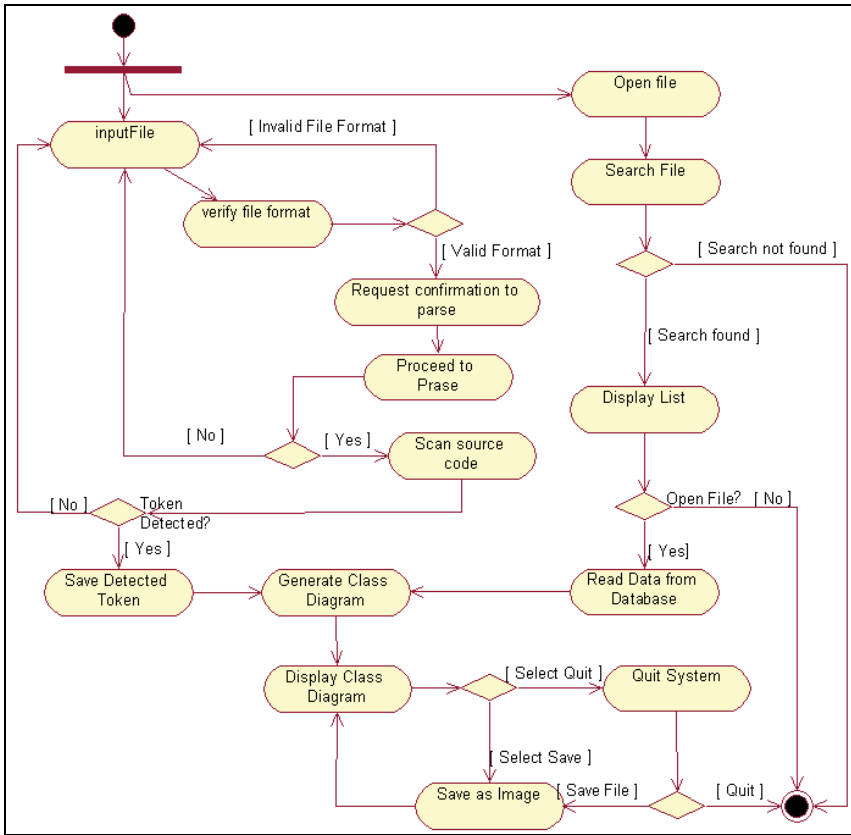 Open file
inputFile
[ Invalid File Format ]
Search File
verify file format
[ Valid Format ]
[ Search not found ]
Request confirmation to
parse
[ Search found ]
Proceed to
Prase
Display List
[ No ]
[ Yes ]
Scan source
code
[ No ]
Token
Detected?
Open File?
[ No ]
[ Yes ]
[ Yes]
Save Detected
Token
Generate Class
Diagram
Read Data from
Database
Display Class
Diagram
[ Select Quit ]
Quit System
[ Select Save ]
Save as Image
[ Save File ]
[ Quit ]